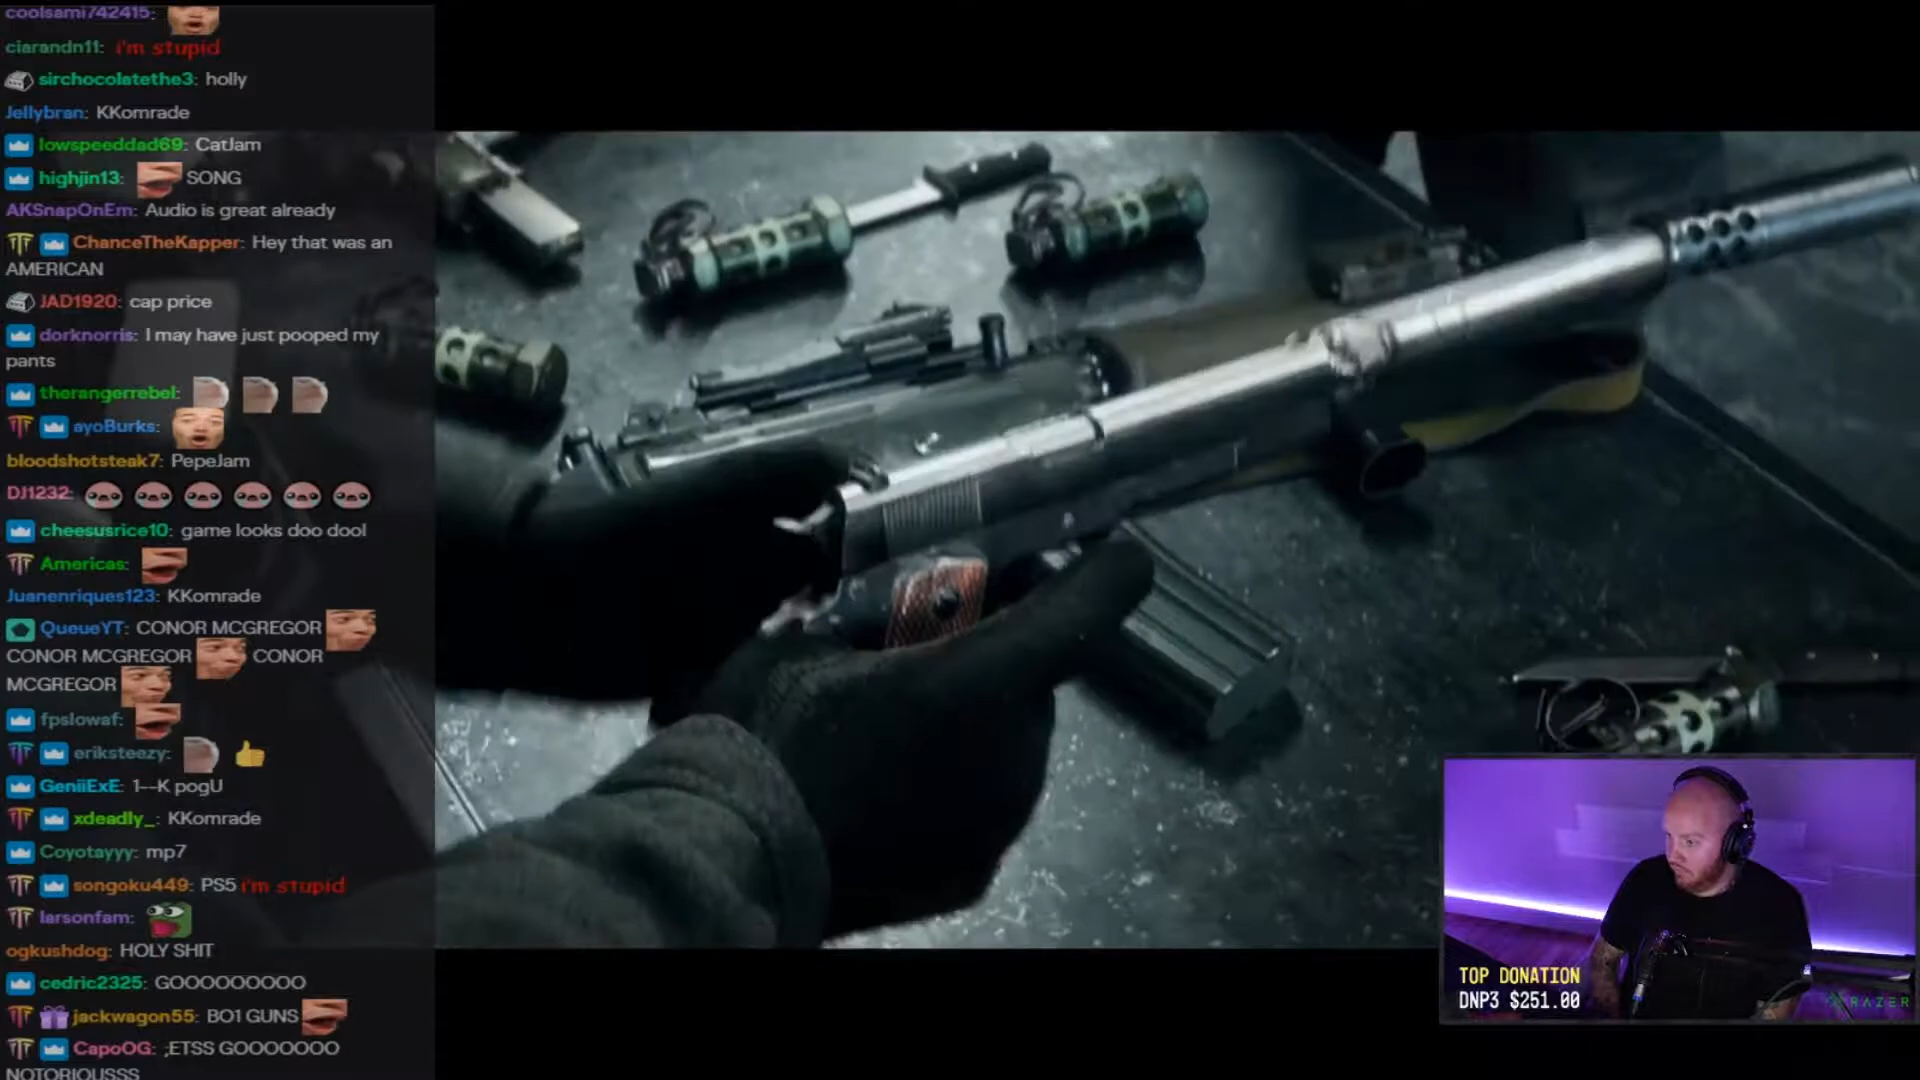 coolsami742415:
ciarandn11: i'm stupid
sirchocolatethe3: holly
Jellybran: KKomrade
lowspeeddad69: CatJam
highjin13: SONG
AKSnapOnEm: Audio is great already
ChanceTheKapper: Hey that was an
AMERICAN
JAD1920: cap price
dorknorris: I may have just pooped my
pants
therangerrebel:
ayoBurks:
bloodshotsteak7: PepeJam
DJ1232:
cheesusrice10: game looks doo dool
Americas:
Juanenriques123: KKomrade
QueueYT: CONOR MCGREGOR
CONOR MCGREGOR CONOR
MCGREGOR
fpslowaf:
eriksteezy:
GeniiExE: 1--K pogU
xdeadly_: KKomrade
Coyotayyy: mp7
songoku449: PS5 i'm stupid
larsonfam:
ogkushdog: HOLY SHIT
cedric2325: GOOOOOOOOO
jackwagon55: BO1 GUNS
CapoOG: ;ETSS GOOOOOOO
NOTORIOUSSS
TOP DONATION
DNP3 $251.00
RAZER